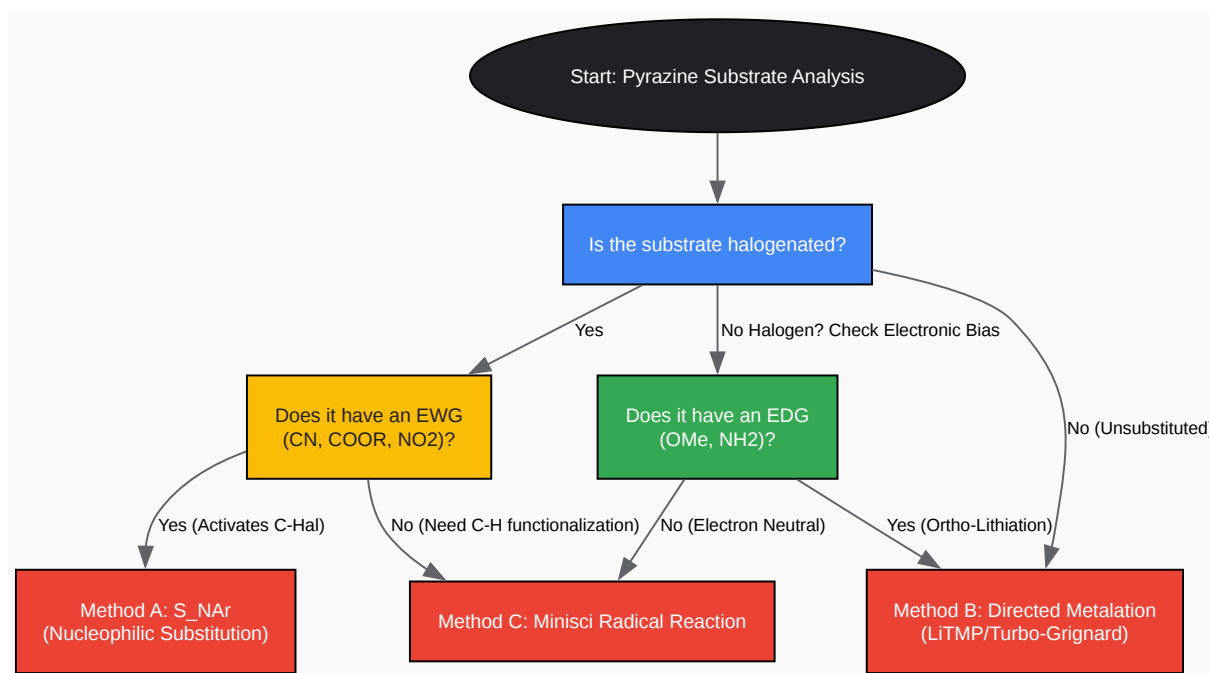 Start: Pyrazine Substrate Analysis
Is the substrate halogenated?
Yes
No Halogen? Check Electronic Bias
Does it have an EWG
(CN, COOR, NO2)?
Does it have an EDG
(OMe, NH2)?
No (Unsubstituted)
Yes (Activates C-Hal)
No (Need C-H functionalization)
No (Electron Neutral)
Yes (Ortho-Lithiation)
Method A: S_NAr
(Nucleophilic Substitution)
Method C: Minisci Radical Reaction
Method B: Directed Metalation
(LiTMP/Turbo-Grignard)